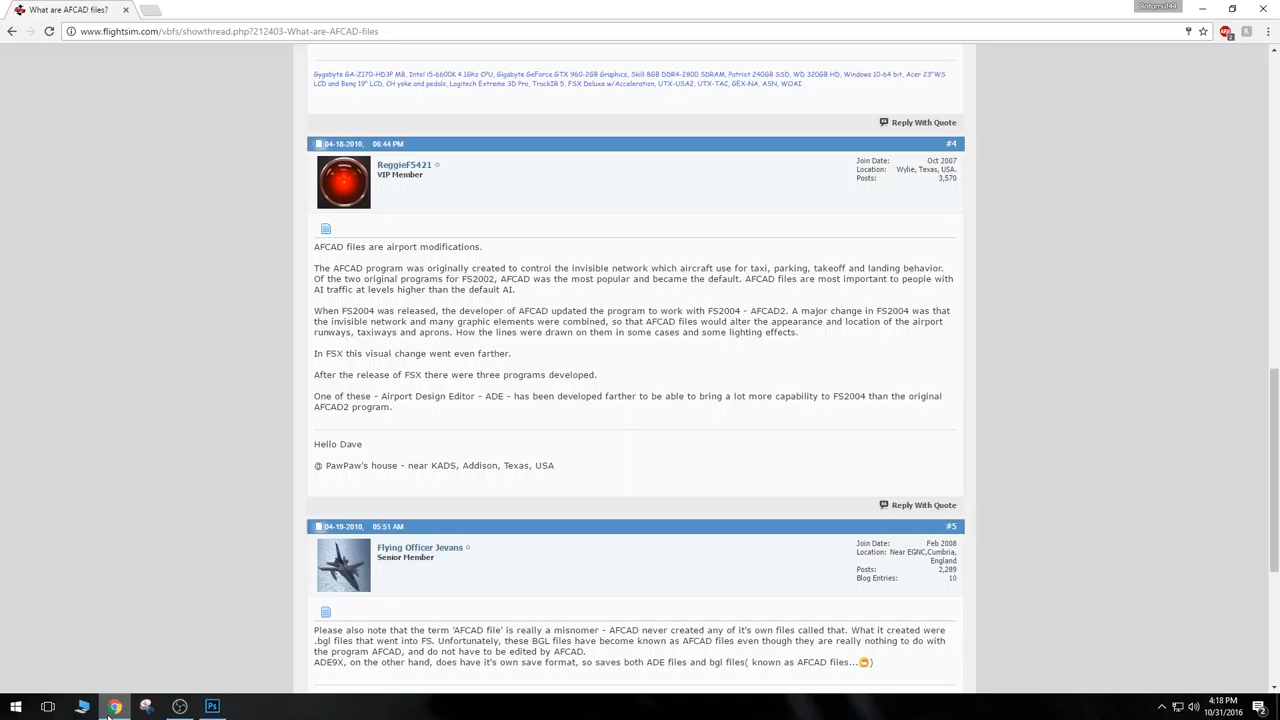 What are AFCAD files?
Rotornut44
www.flightsim.com/vbfs/showthread.php?212403-What-are-AFCAD-files
Gygabyte GA-Z170-HD3P MB, Intel i5-6600K 4.1Ghz CPU, Gigabyte GeForce GTX 960-2GB Graphics, Skill 8GB DDR4-2800 SDRAM, Patriot 240GB SSD, WD 320GB HD, Windows 10-64 bit, Acer 23"WS
LCD and Benq 19" LCD, CH yoke and pedals, Logitech Extreme 3D Pro, TrackIR 5, FSX Deluxe w/Acceleration, UTX-USA2, UTX-TAC, GEX-NA, ASN, WOAI
Reply With Quote
04-18-2010, 06:44 PM
#4
ReggieF5421
VIP Member
Join Date: Oct 2007
Location: Wylie, Texas, USA.
Posts: 3,570
AFCAD files are airport modifications.
The AFCAD program was originally created to control the invisible network which aircraft use for taxi, parking, takeoff and landing behavior.
Of the two original programs for FS2002, AFCAD was the most popular and became the default. AFCAD files are most important to people with
AI traffic at levels higher than the default AI.
When FS2004 was released, the developer of AFCAD updated the program to work with FS2004 - AFCAD2. A major change in FS2004 was that
the invisible network and many graphic elements were combined, so that AFCAD files would alter the appearance and location of the airport
runways, taxiways and aprons. How the lines were drawn on them in some cases and some lighting effects.
In FSX this visual change went even farther.
After the release of FSX there were three programs developed.
One of these - Airport Design Editor - ADE - has been developed farther to be able to bring a lot more capability to FS2004 than the original
AFCAD2 program.
Hello Dave
@ PawPaw's house - near KADS, Addison, Texas, USA
Reply With Quote
04-19-2010, 05:51 AM
#5
Flying Officer Jevans
Senior Member
Join Date: Feb 2008
Location: Near EGNC,Cumbria,
England
Posts: 2,289
Blog Entries: 10
Please also note that the term 'AFCAD file' is really a misnomer - AFCAD never created any of it's own files called that. What it created were
.bgl files that went into FS. Unfortunately, these BGL files have become known as AFCAD files even though they are really nothing to do with
the program AFCAD, and do not have to be edited by AFCAD.
ADE9X, on the other hand, does have it's own save format, so saves both ADE files and bgl files( known as AFCAD files...)
Ps
4:18 PM
10/31/2016
2